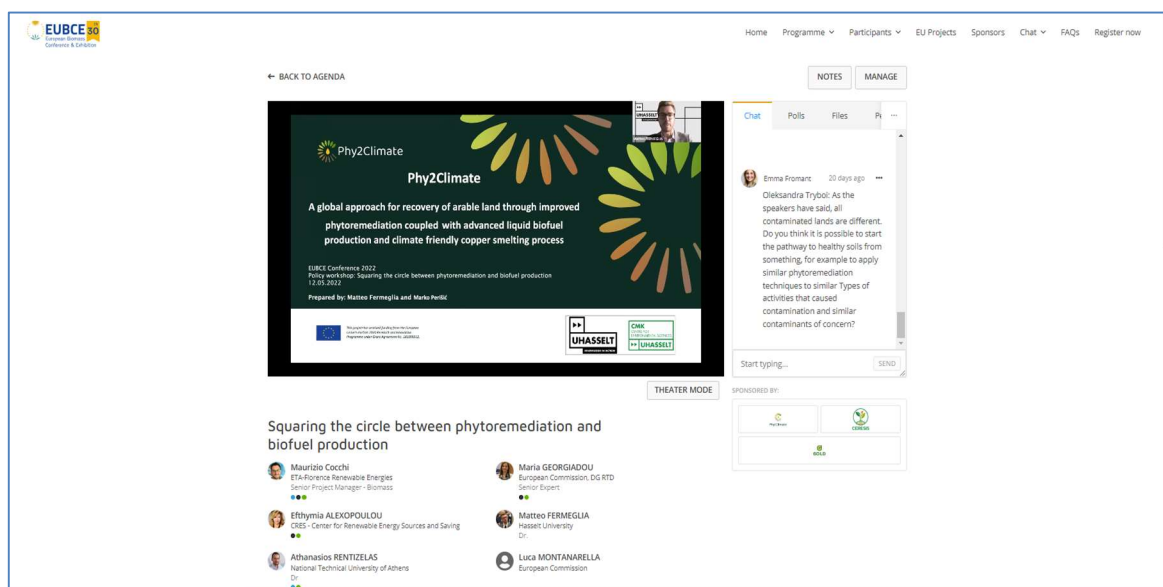 EUBCE 30
European Biomass
Conference & Exhibition
Home Programme Participants EU Projects Sponsors Chat FAQs Register now
← BACK TO AGENDA
NOTES MANAGE
UHASSELT
Phy2Climate
Phy2Climate
A global approach for recovery of arable land through improved
phytoremediation coupled with advanced liquid biofuel
production and climate friendly copper smelting process
EUBCE Conference 2022
Policy workshop: Squaring the circle between phytoremediation and biofuel production
12.05.2022
Prepared by: Matteo Fermeglia and Marko Perišić
UHASSELT
CMK
UHASSELT
THEATER MODE
Chat Polls Files
Emma Fromant 20 days ago •••
Oleksandra Trybol: As the
speakers have said, all
contaminated lands are different.
Do you think it is possible to start
the pathway to healthy soils from
something, for example to apply
similar phytoremediation
techniques to similar Types of
activities that caused
contamination and similar
contaminants of concern?
Start typing... SEND
SPONSORED BY:
Phy2Climate
CERESIS
BOLD
Squaring the circle between phytoremediation and
biofuel production
Maurizio Cocchi
ETA-Florence Renewable Energies
Senior Project Manager - Biomass
Maria GEORGIADOU
European Commission, DG RTD
Senior Expert
Efthymia ALEXOPOULOU
CRES - Center for Renewable Energy Sources and Saving
Matteo FERMEGLIA
Hasselt University
Dr.
Athanasios RENTIZELAS
National Technical University of Athens
Dr
Luca MONTANARELLA
European Commission